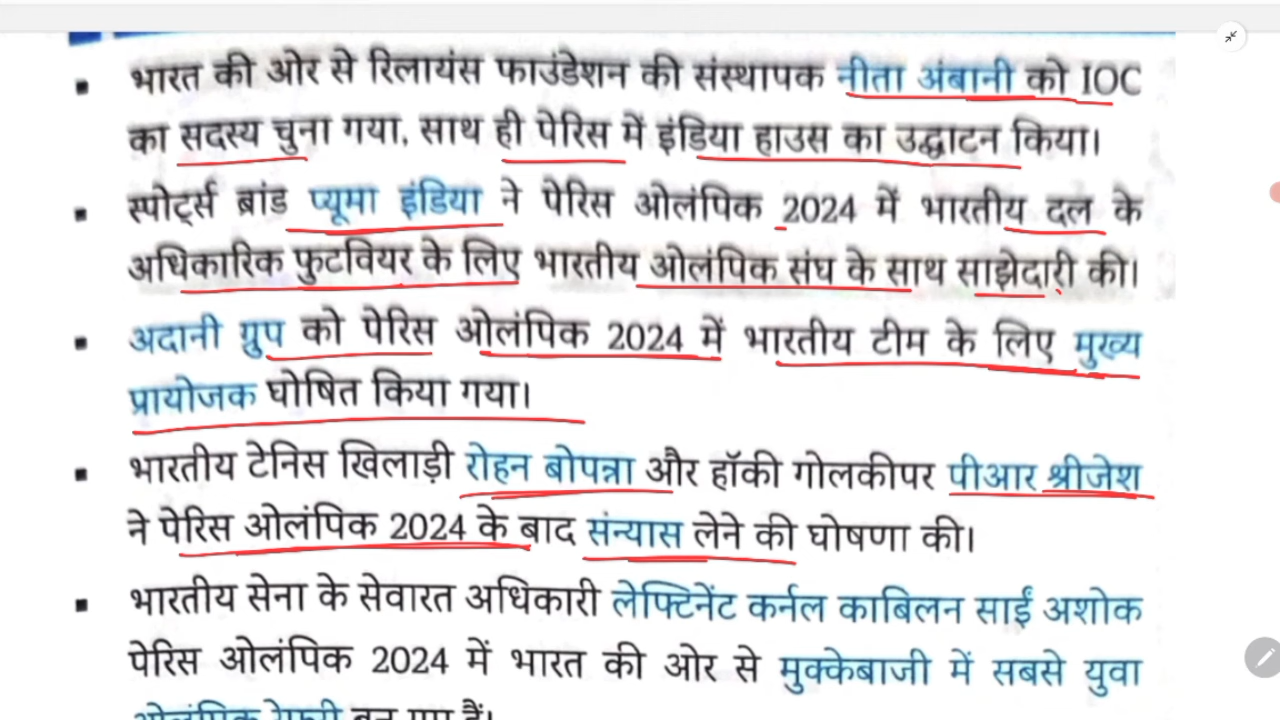 भारत की ओर से रिलायंस फाउंडेशन की संस्थापक नीता अंबानी को IOC
का सदस्य चुना गया, साथ ही पेरिस में इंडिया हाउस का उद्घाटन किया।
स्पोर्ट्स ब्रांड प्यूमा इंडिया ने पेरिस ओलंपिक 2024 में भारतीय दल के
अधिकारिक फुटवियर के लिए भारतीय ओलंपिक संघ के साथ साझेदारी की।
अदानी ग्रुप को पेरिस ओलंपिक 2024 में भारतीय टीम के लिए मुख्य
प्रायोजक घोषित किया गया।
भारतीय टेनिस खिलाड़ी रोहन बोपन्ना और हॉकी गोलकीपर पीआर श्रीजेश
ने पेरिस ओलंपिक 2024 के बाद संन्यास लेने की घोषणा की।
भारतीय सेना के सेवारत अधिकारी लेफ्टिनेंट कर्नल काबिलन साईं अशोक
पेरिस ओलंपिक 2024 में भारत की ओर से मुक्केबाजी में सबसे युवा